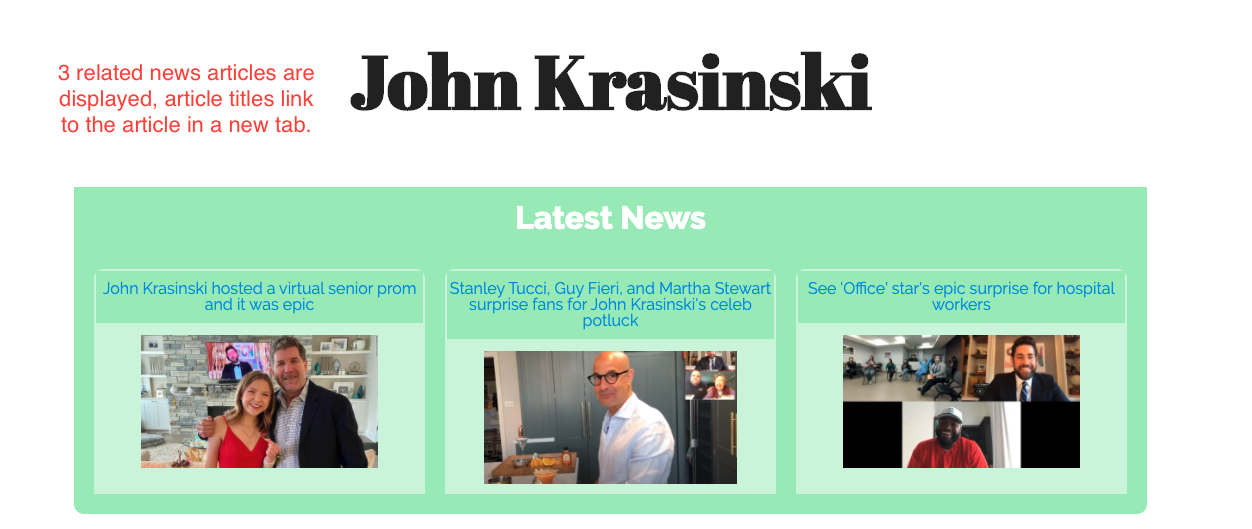 3 related news articles are
displayed, article titles link
to the article in a new tab.
John Krasinski
Latest News
John Krasinski hosted a virtual senior prom
and it was epic
Stanley Tucci, Guy Fieri, and Martha Stewart
surprise fans for John Krasinski's celeb
potluck
See 'Office' star's epic surprise for hospital
workers